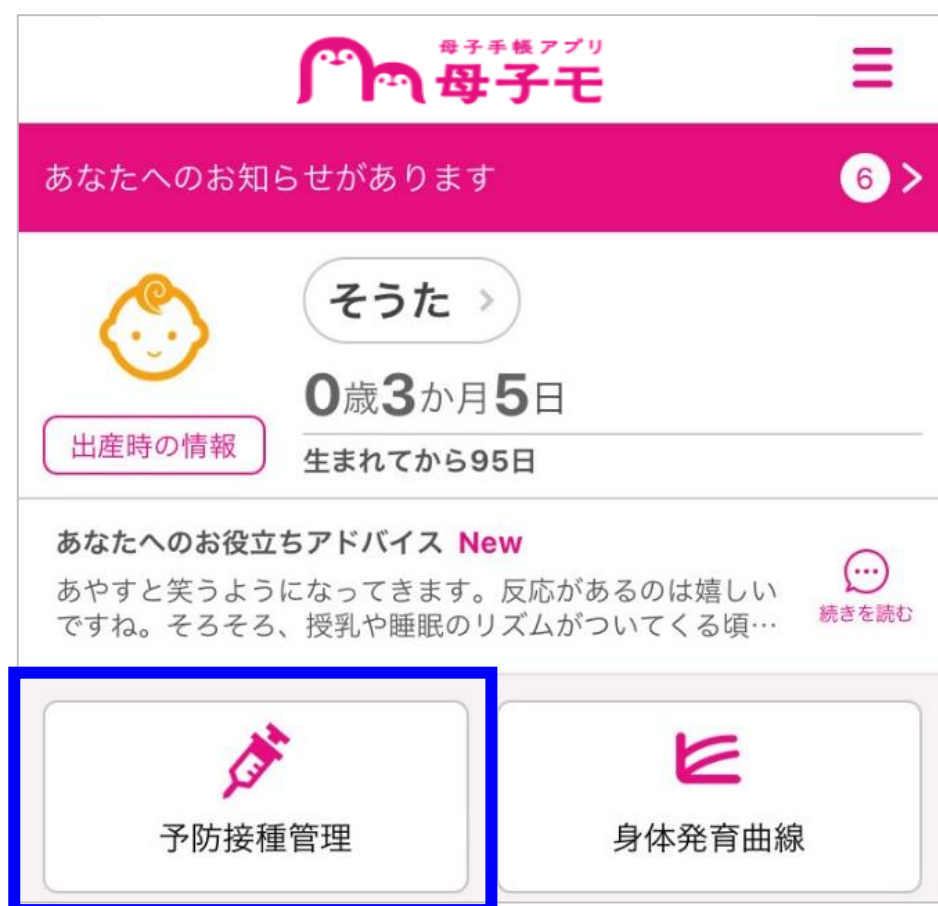 母子手帳アプリ
母子モ
あなたへのお知らせがあります 6
そうた
0歳3か月5日
出産時の情報
生まれてから95日
あなたへのお役立ちアドバイス New
あやすと笑うようになってきます。反応があるのは嬉しい
ですね。そろそろ、授乳や睡眠のリズムがついてくる頃…
続きを読む
予防接種管理
身体発育曲線